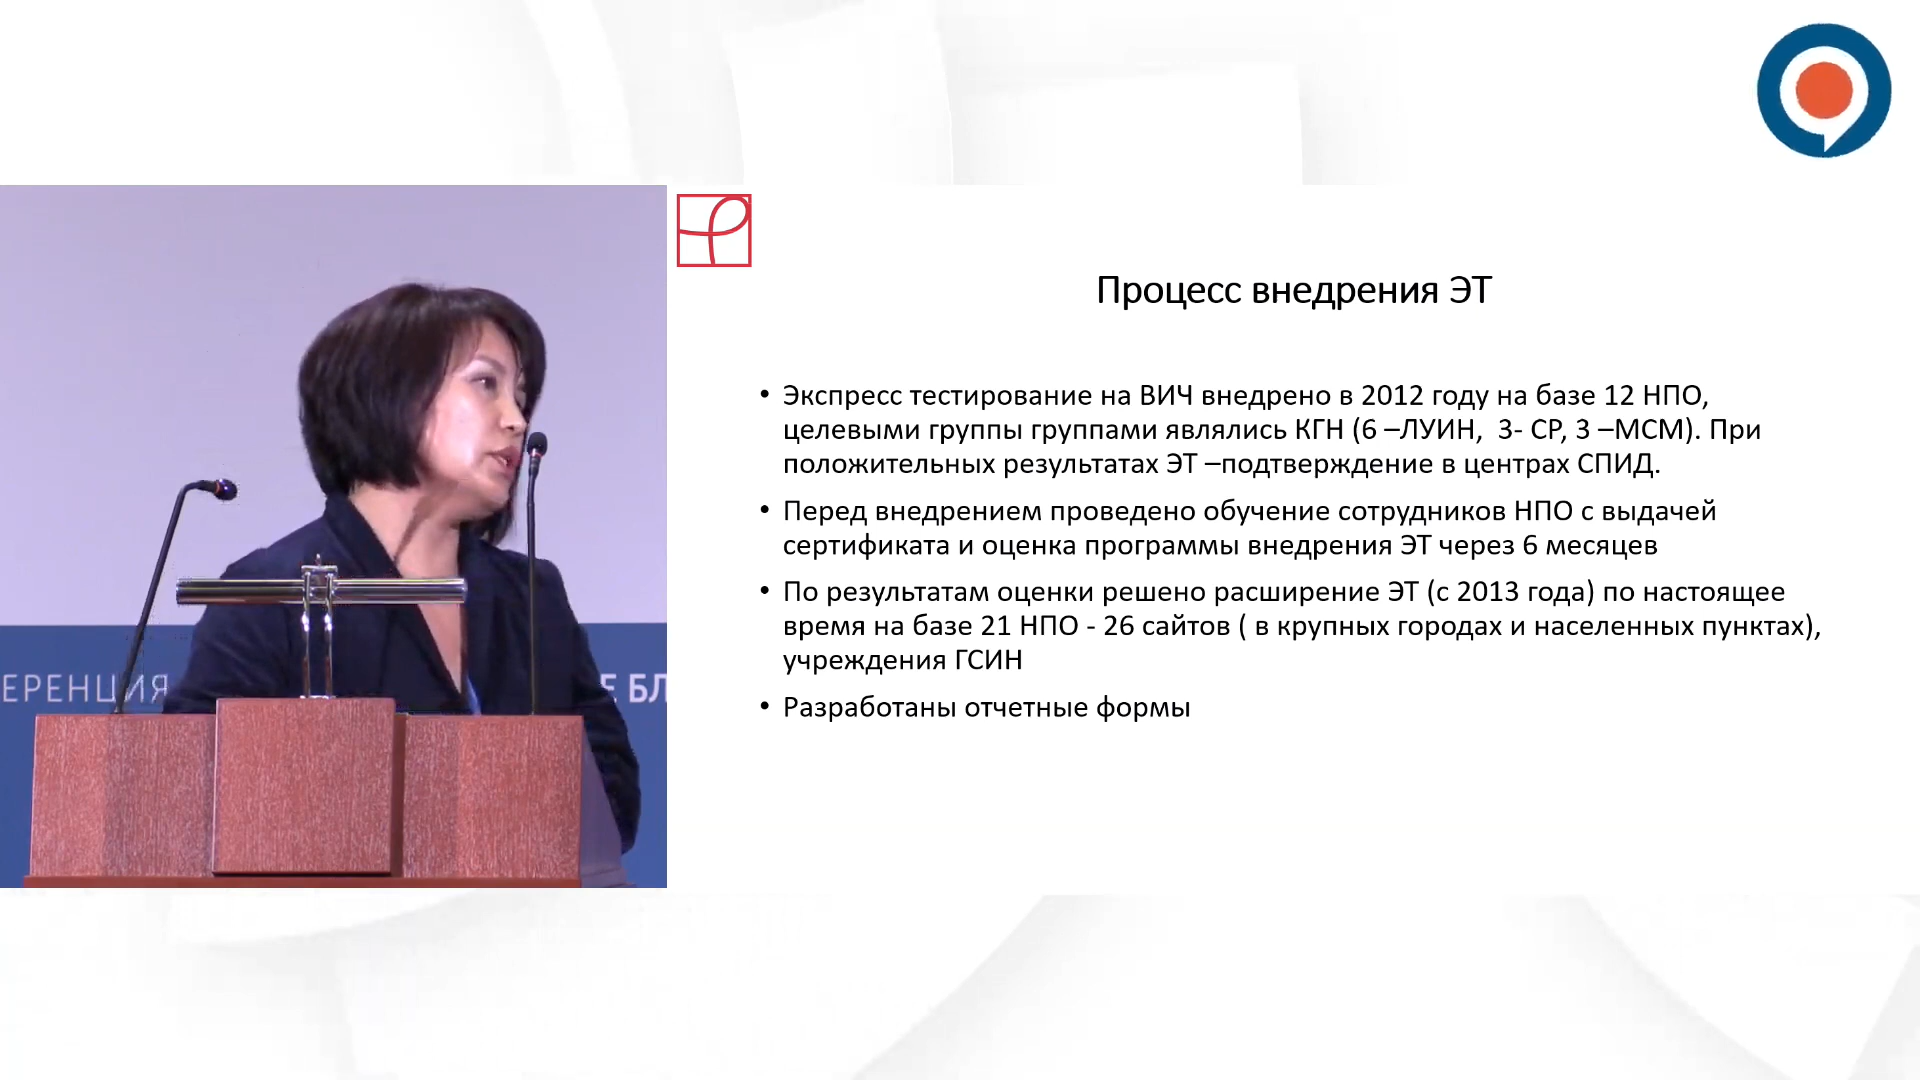 Процесс внедрения ЭТ
• Экспресс тестирование на ВИЧ внедрено в 2012 году на базе 12 НПО,
целевыми группы группами являлись КГН (6 –ЛУИН,  3- СР, 3 –МСМ). При
положительных результатах ЭТ –подтверждение в центрах СПИД.
• Перед внедрением проведено обучение сотрудников НПО с выдачей
сертификата и оценка программы внедрения ЭТ через 6 месяцев
• По результатам оценки решено расширение ЭТ (с 2013 года) по настоящее
время на базе 21 НПО - 26 сайтов ( в крупных городах и населенных пунктах),
учреждения ГСИН
• Разработаны отчетные формы
ЕРЕНЦИЯ Е БЛ